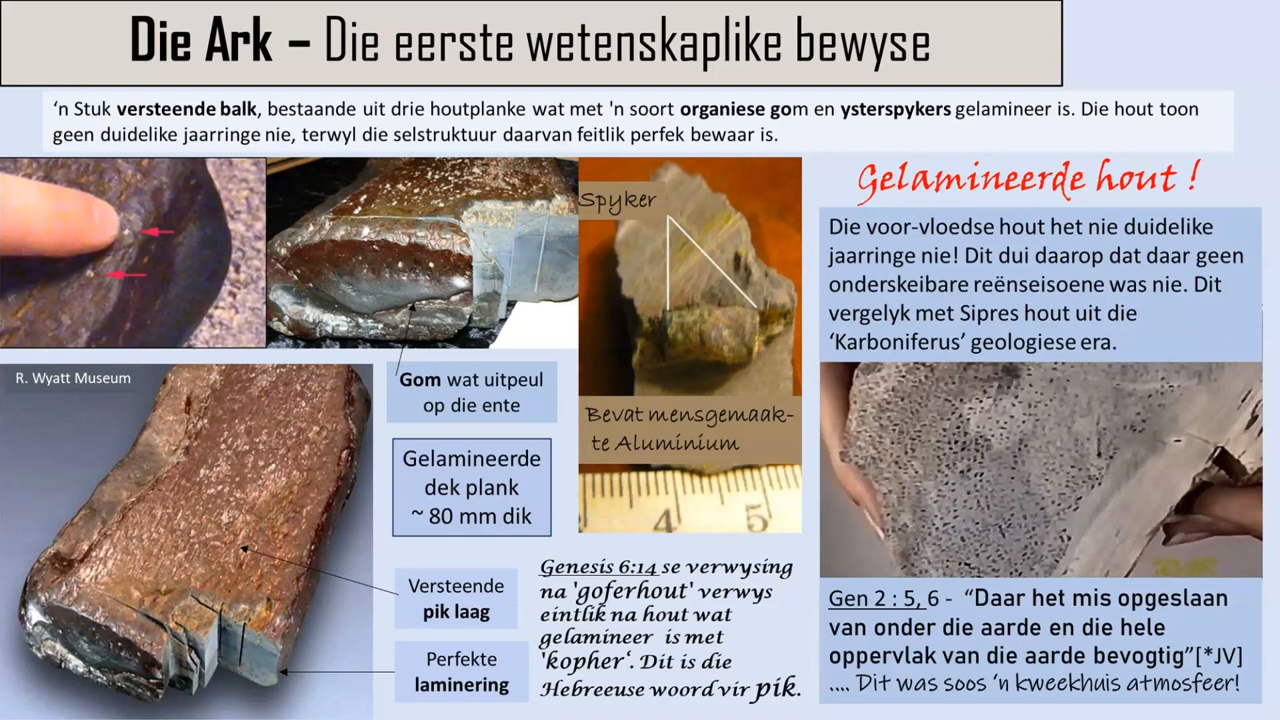 Die Ark – Die eerste wetenskaplike bewyse
‘n Stuk versteende balk, bestaande uit drie houtplanke wat met 'n soort organiese gom en ysterspykers gelamineer is. Die hout toon
geen duidelike jaarringe nie, terwyl die selstruktuur daarvan feitlik perfek bewaar is.
Spyker
Bevat mensgemaak-
te Aluminium
4 5
Gelamineerde hout !
Die voor-vloedse hout het nie duidelike
jaarringe nie! Dit dui daarop dat daar geen
onderskeibare reënseisoene was nie. Dit
vergelyk met Sipres hout uit die
‘Karboniferus’ geologiese era.
R. Wyatt Museum
Gom wat uitpeul
op die ente
Gelamineerde
dek plank
~ 80 mm dik
Versteende
pik laag
Perfekte
laminering
Genesis 6:14 se verwysing
na 'goferhout' verwys
eintlik na hout wat
gelamineer is met
'kopher‘. Dit is die
Hebreeuse woord vir pik.
Gen 2 : 5, 6 - “Daar het mis opgeslaan
van onder die aarde en die hele
oppervlak van die aarde bevogtig”[*JV]
.... Dit was soos ‘n kweekhuis atmosfeer!